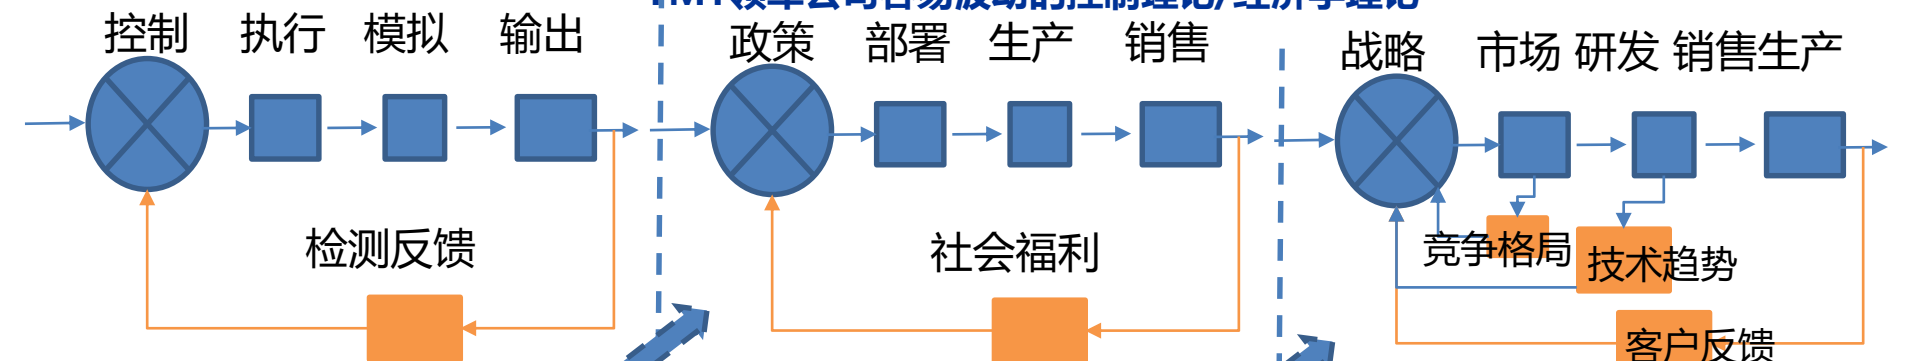 控制 执行 模拟 输出
政策 部署 生产 销售
战略 市场 研发 销售生产
检测反馈
社会福利
竞争格局
技术趋势
客户反馈